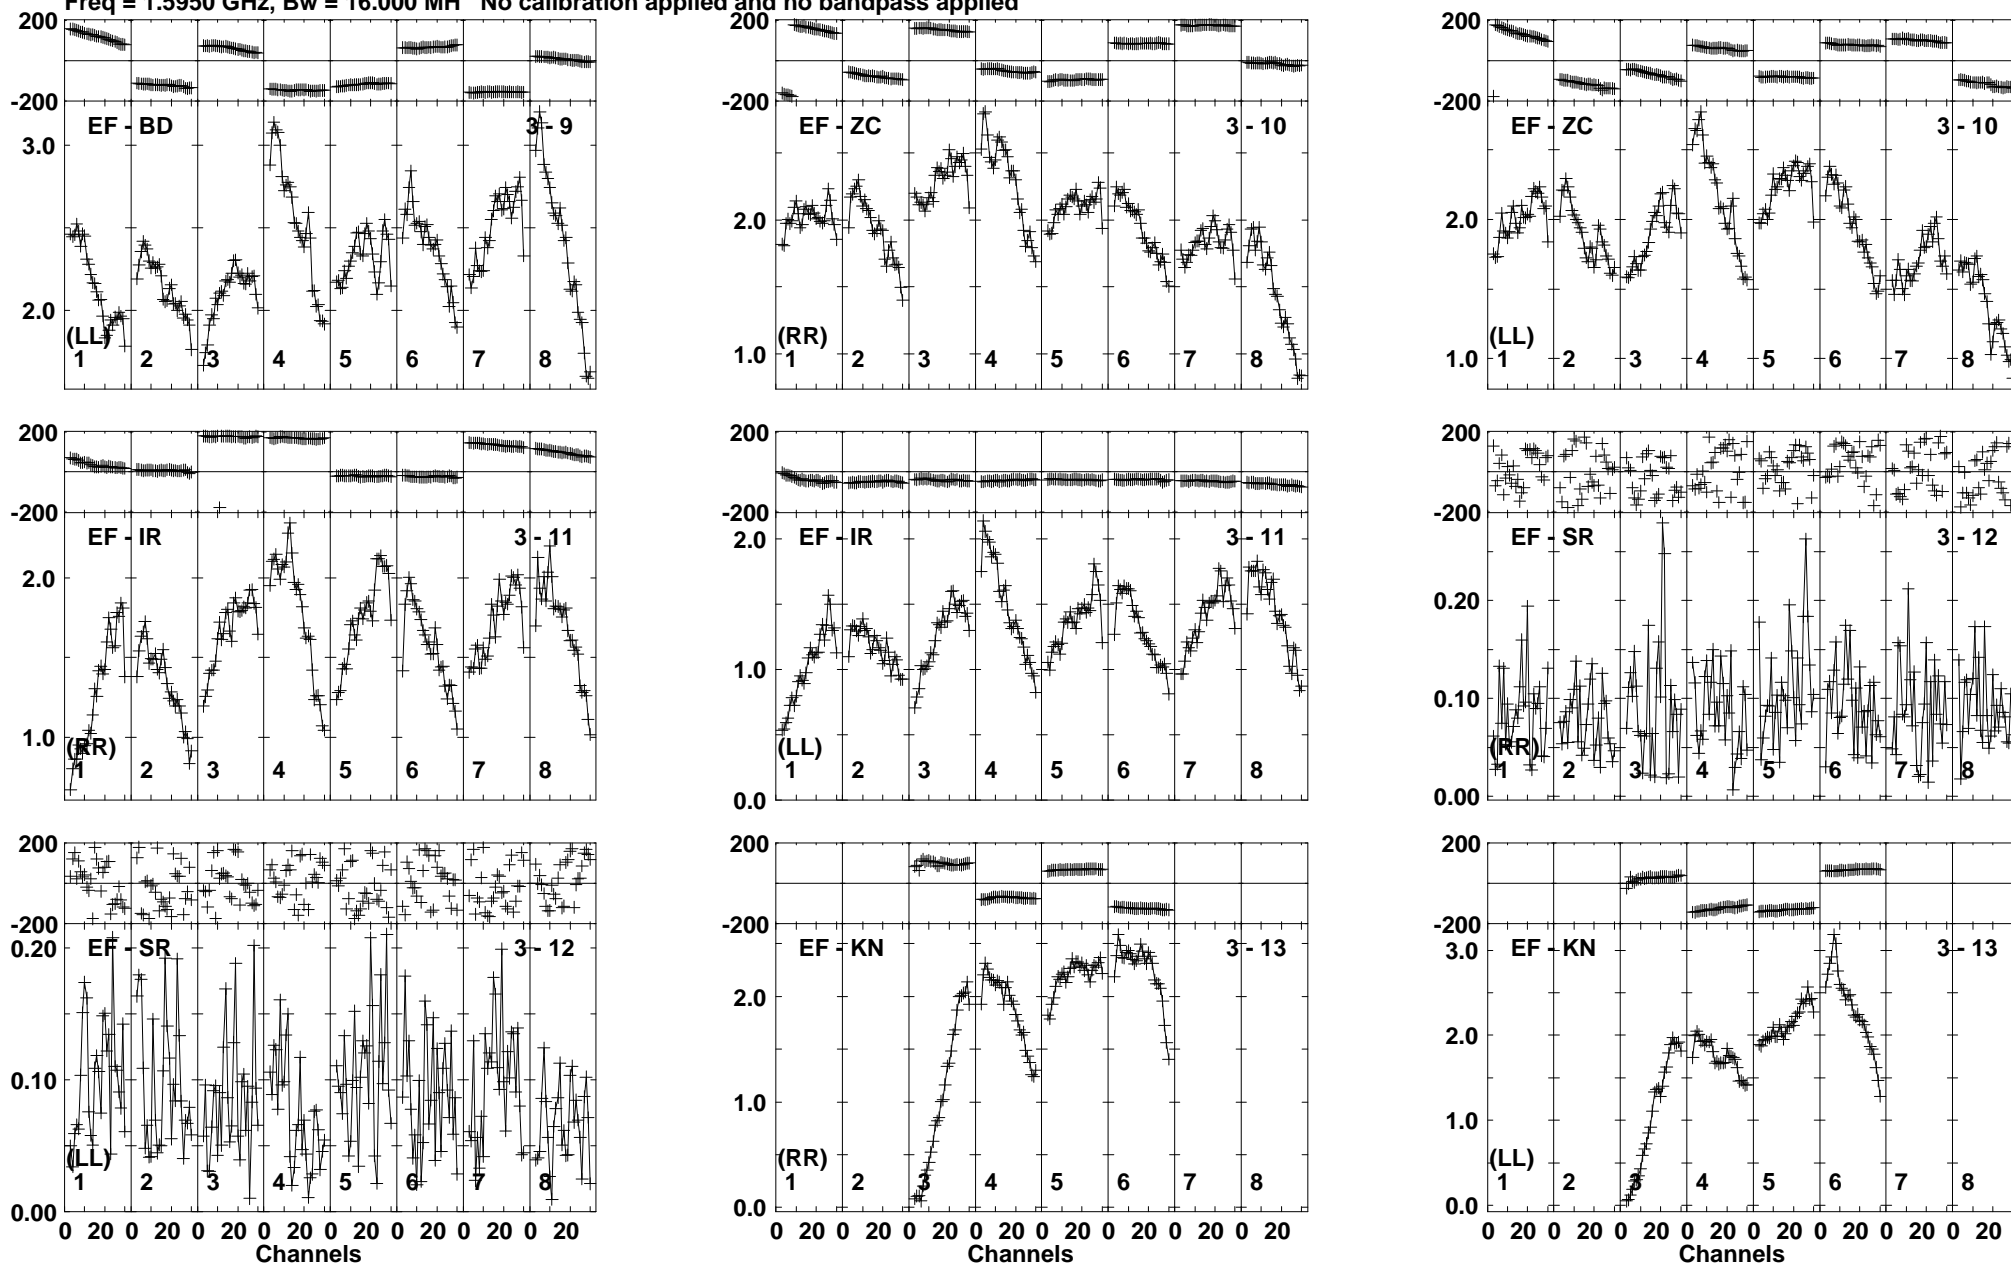 Freq = 1.5950 GHz, Bw = 16.000 MH No calibration applied and no bandpass applied
200
-200
EF - BD 3 - 9
3.0
2.0
(LL)
1 2 3 4 5 6 7 8
200
-200
EF - ZC 3 - 10
2.0
1.0
(RR)
1 2 3 4 5 6 7 8
200
-200
EF - ZC 3 - 10
2.0
1.0
(LL)
1 2 3 4 5 6 7 8
200
-200
EF - IR 3 - 11
2.0
1.0
(RR)
1 2 3 4 5 6 7 8
200
-200
EF - IR 3 - 11
2.0
1.0
0.0
(LL)
1 2 3 4 5 6 7 8
200
-200
EF - SR 3 - 12
0.20
0.10
0.00
(RR)
1 2 3 4 5 6 7 8
200
-200
EF - SR 3 - 12
0.20
0.10
0.00
(LL)
1 2 3 4 5 6 7 8
0 20 0 20 0 20 0 20 0 20 0 20 0 20 0 20
Channels
200
-200
EF - KN 3 - 13
2.0
1.0
0.0
(RR)
1 2 3 4 5 6 7 8
0 20 0 20 0 20 0 20 0 20 0 20 0 20 0 20
Channels
200
-200
EF - KN 3 - 13
3.0
2.0
1.0
0.0
(LL)
1 2 3 4 5 6 7 8
0 20 0 20 0 20 0 20 0 20 0 20 0 20 0 20
Channels